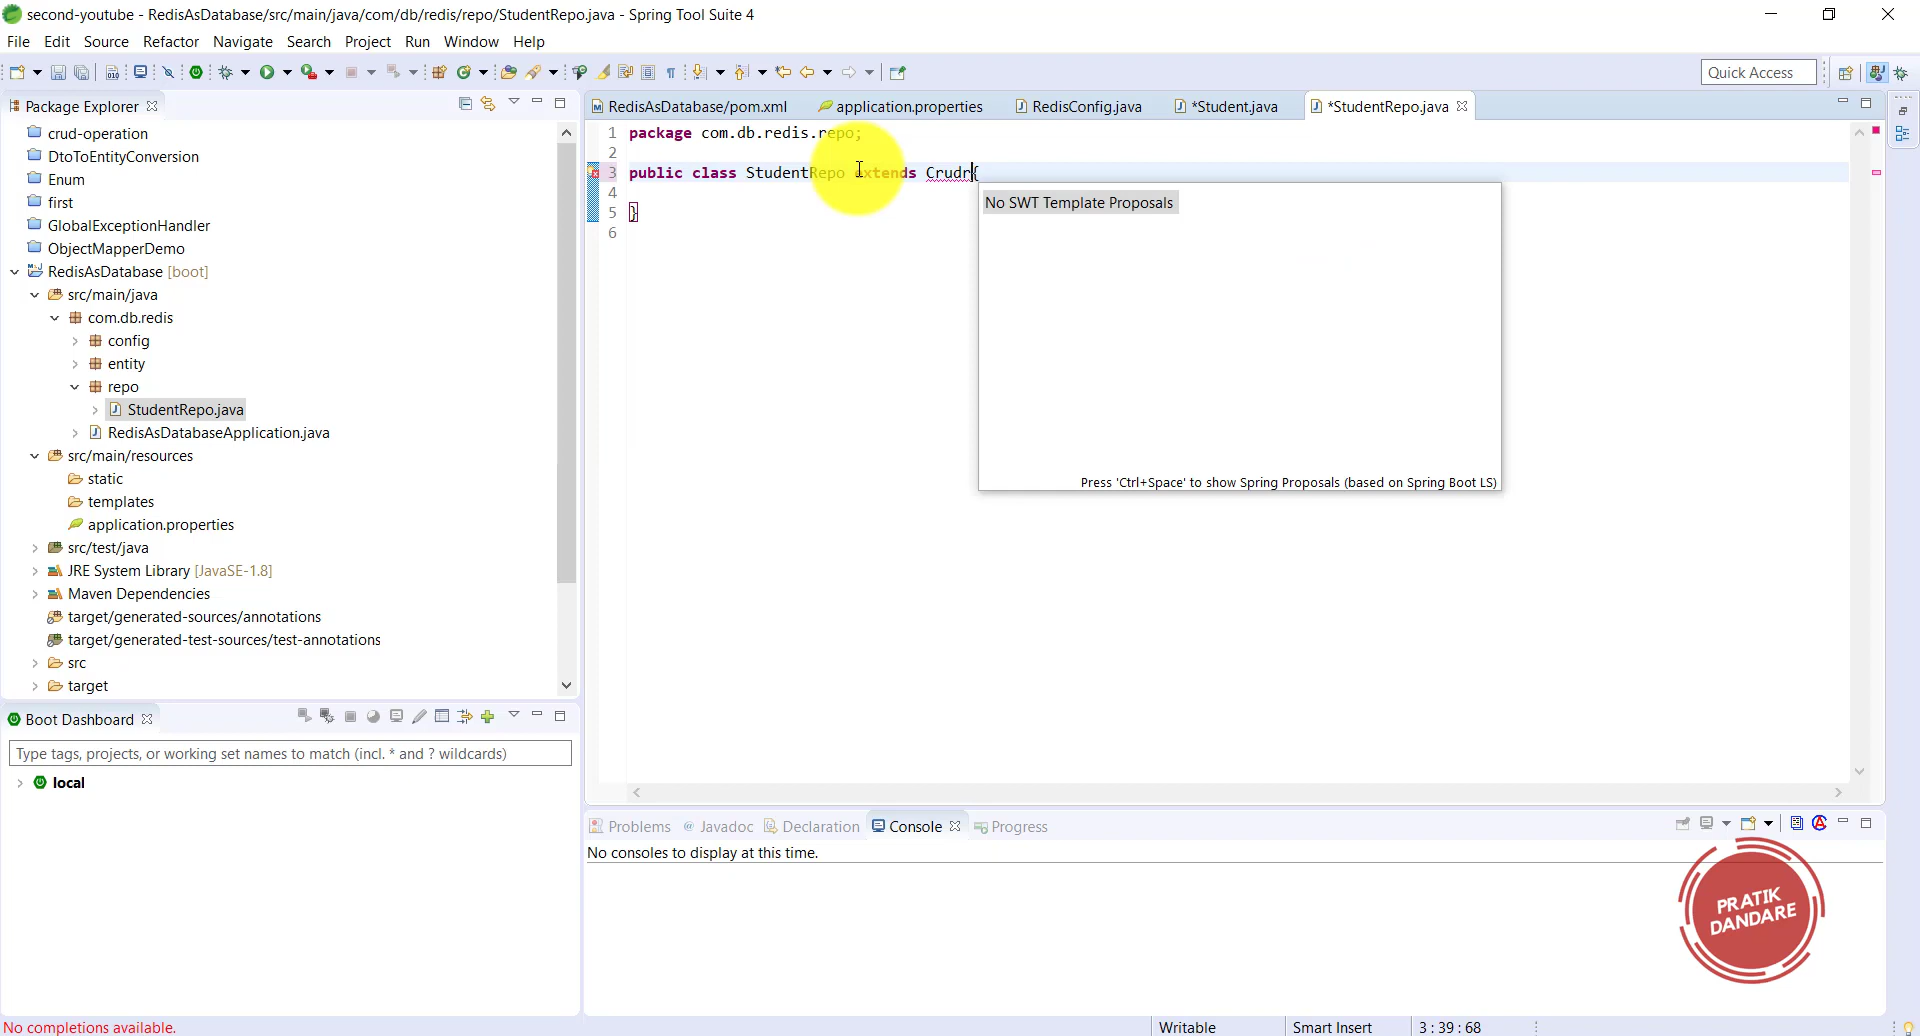 second-youtube - RedisAsDatabase/src/main/java/com/db/redis/repo/StudentRepo.java - Spring Tool Suite 4
File Edit Source Refactor Navigate Search Project Run Window Help
Quick Access
Package Explorer
crud-operation
DtoToEntityConversion
Enum
first
GlobalExceptionHandler
ObjectMapperDemo
RedisAsDatabase [boot]
src/main/java
com.db.redis
config
entity
repo
StudentRepo.java
RedisAsDatabaseApplication.java
src/main/resources
static
templates
application.properties
src/test/java
JRE System Library [JavaSE-1.8]
Maven Dependencies
target/generated-sources/annotations
target/generated-test-sources/test-annotations
src
target
RedisAsDatabase/pom.xml application.properties RedisConfig.java *Student.java *StudentRepo.java
1 package com.db.redis.repo;
2
3 public class StudentRepo extends Crudr{
4
5 }
6
No SWT Template Proposals
Press 'Ctrl+Space' to show Spring Proposals (based on Spring Boot LS)
Boot Dashboard
Type tags, projects, or working set names to match (incl. * and ? wildcards)
local
Problems Javadoc Declaration Console Progress
No consoles to display at this time.
PRATIK
DANDARE
No completions available. Writable Smart Insert 3 : 39 : 68